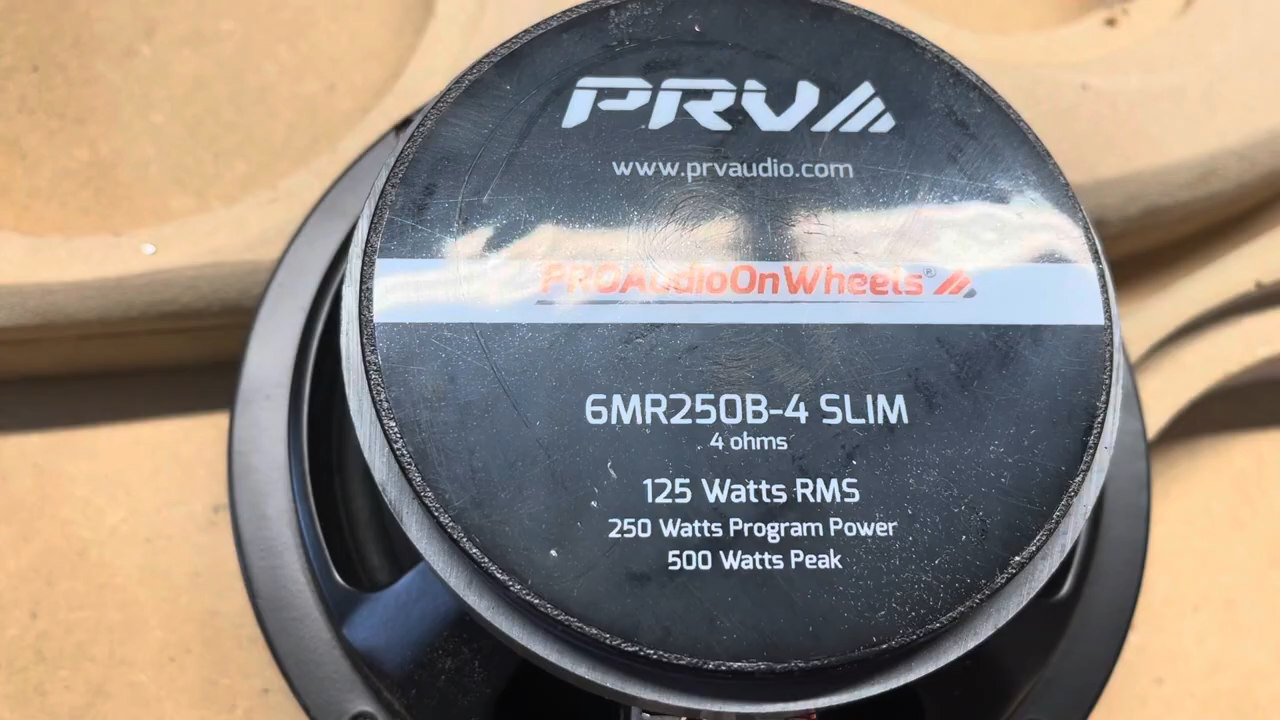 PRV
www.prvaudio.com
PROAudioOnWheels®
6MR250B-4 SLIM
4 ohms
125 Watts RMS
250 Watts Program Power
500 Watts Peak